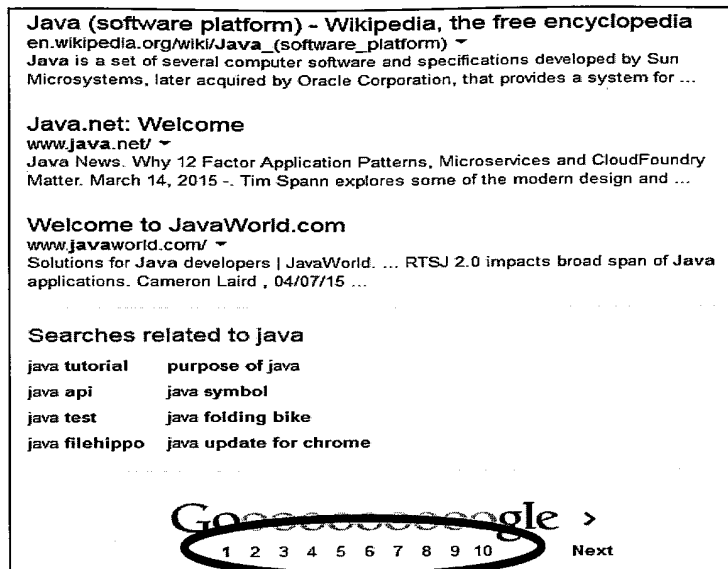 Java (software platform) - Wikipedia, the free encyclopedia
en.wikipedia.org/wiki/Java_(software_platform)
Java is a set of several computer software and specifications developed by Sun
Microsystems, later acquired by Oracle Corporation, that provides a system for ...
Java.net: Welcome
www.java.net/
Java News. Why 12 Factor Application Patterns, Microservices and CloudFoundry
Matter. March 14, 2015 -. Tim Spann explores some of the modern design and ...
Welcome to JavaWorld.com
www.javaworld.com/
Solutions for Java developers | JavaWorld. ... RTSJ 2.0 impacts broad span of Java
applications. Cameron Laird , 04/07/15 ...
Searches related to java
java tutorial purpose of java
java api java symbol
java test java folding bike
java filehippo java update for chrome
Goooooooooogle >
1 2 3 4 5 6 7 8 9 10 Next